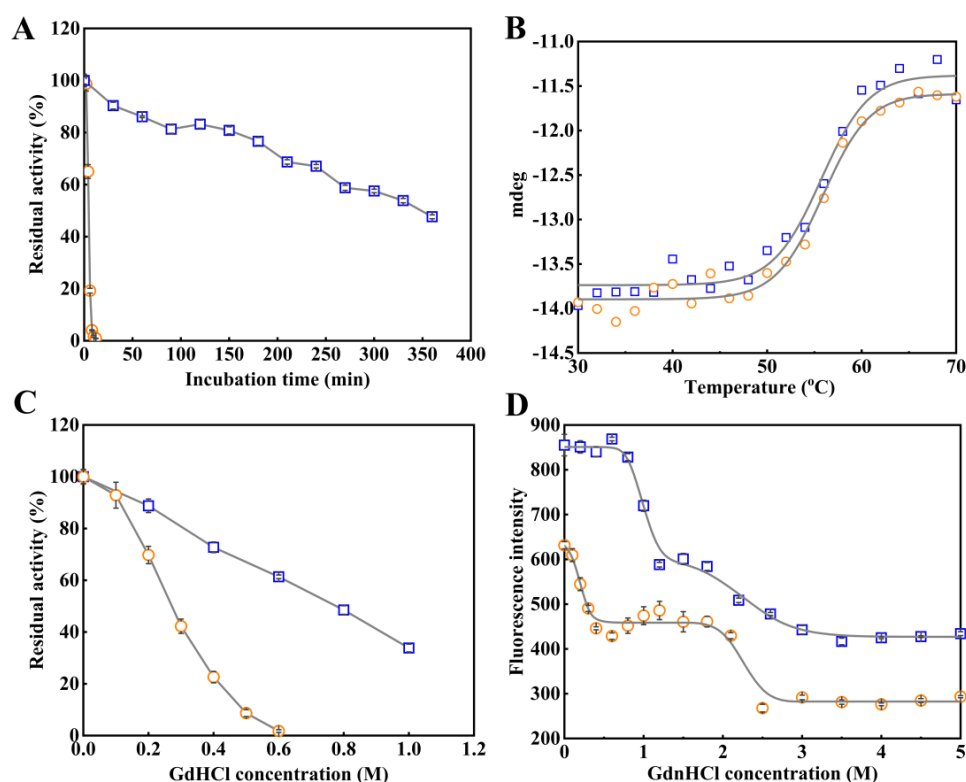 A
120
100
80
60
40
20
0
Residual activity (%)
0 50 100 150 200 250 300 350 400
Incubation time (min)
B
-11.0
-11.5
-12.0
-12.5
-13.0
-13.5
-14.0
-14.5
mdeg
30 40 50 60 70
Temperature (ºC)
C
120
100
80
60
40
20
0
Residual activity (%)
0.0 0.2 0.4 0.6 0.8 1.0 1.2
GdHCl concentration (M)
D
900
800
700
600
500
400
300
200
Fluorescence intensity
0 1 2 3 4 5
GdnHCl concentration (M)